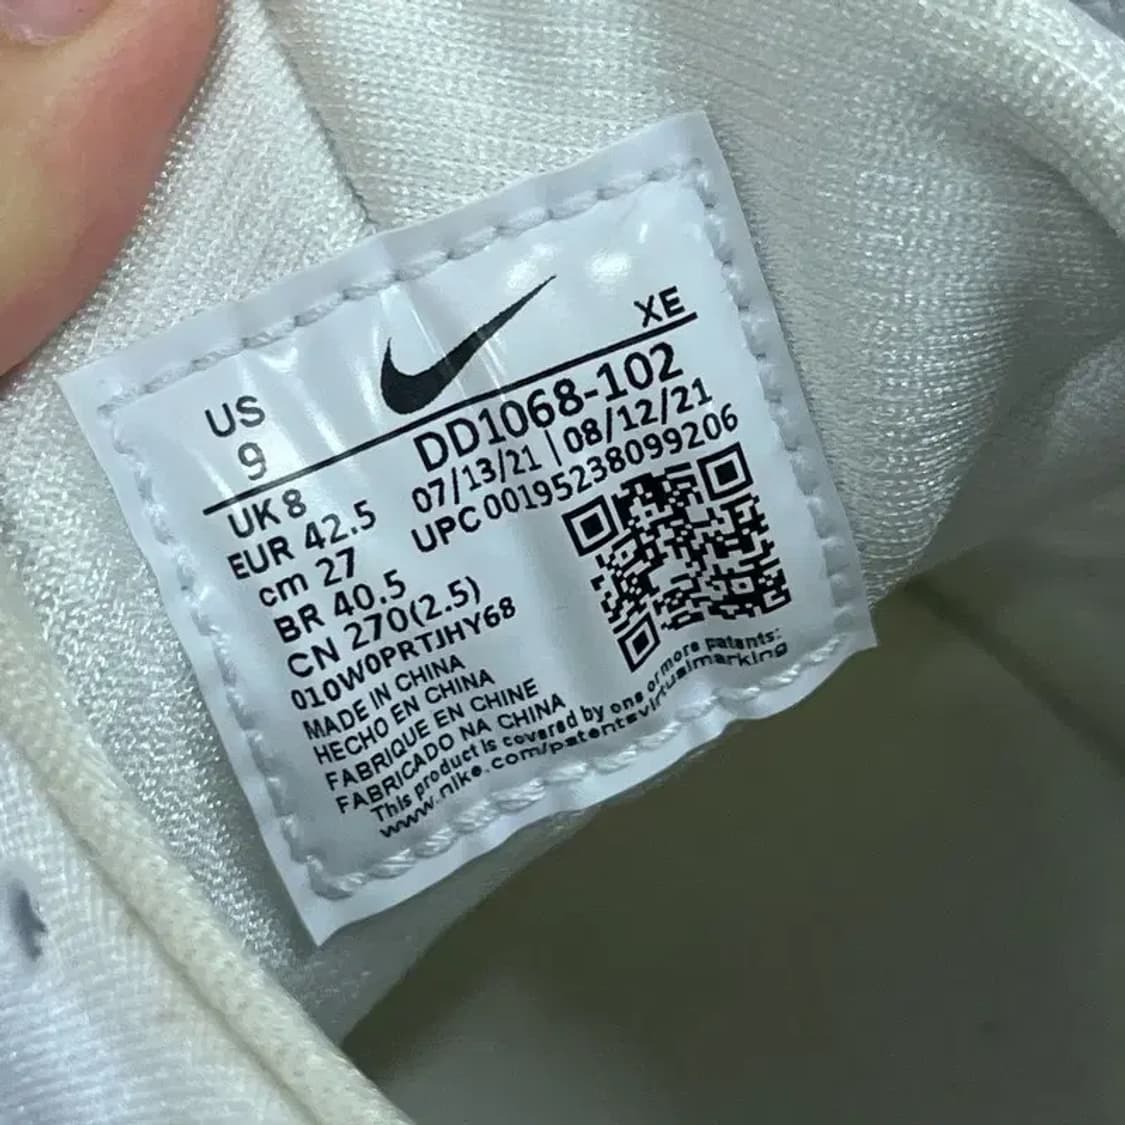 XE
US
9
DD1068-102
07/13/21 | 08/12/21
UPC 00195238099206
UK 8
EUR 42.5
cm 27
BR 40.5
CN 270(2.5)
010W0PRTJHY68
MADE IN CHINA
HECHO EN CHINA
FABRIQUE EN CHINE
FABRICADO NA CHINA
This product is covered by one or more patents:
www.nike.com/patentsvirtualmarking